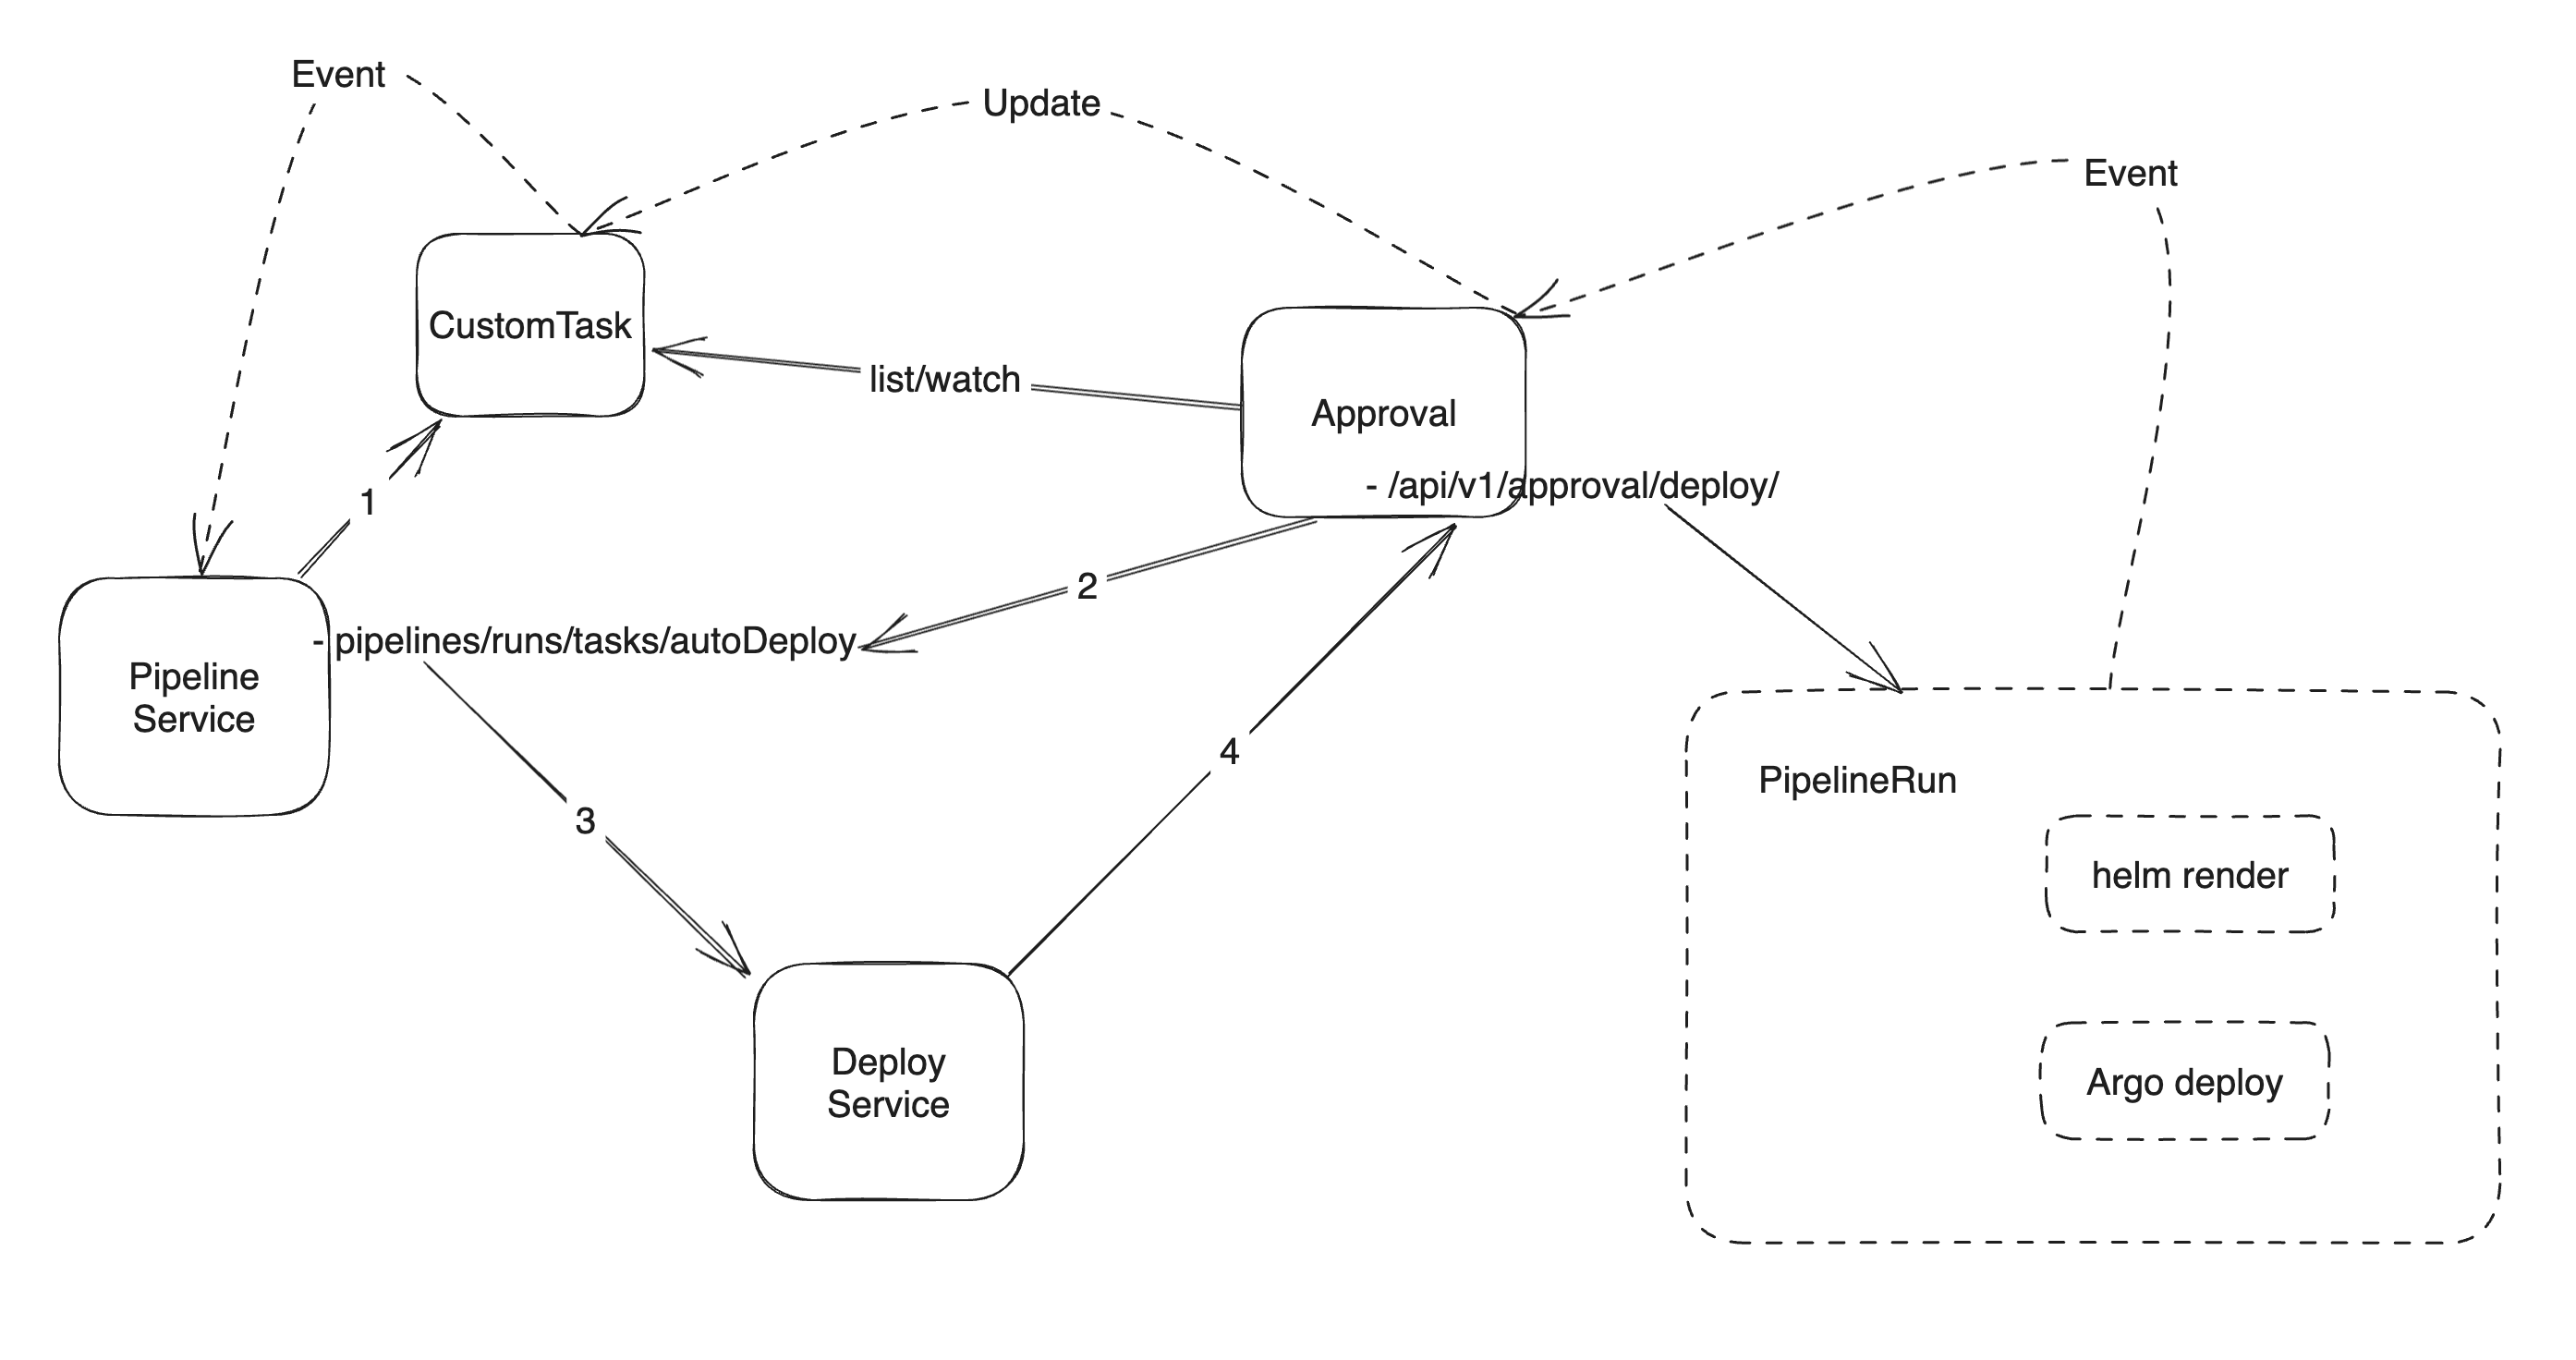 Event
Update
Event
CustomTask
list/watch
Approval
- /api/v1/approval/deploy/
1
2
- pipelines/runs/tasks/autoDeploy
Pipeline
Service
4
3
PipelineRun
helm render
Deploy
Service
Argo deploy